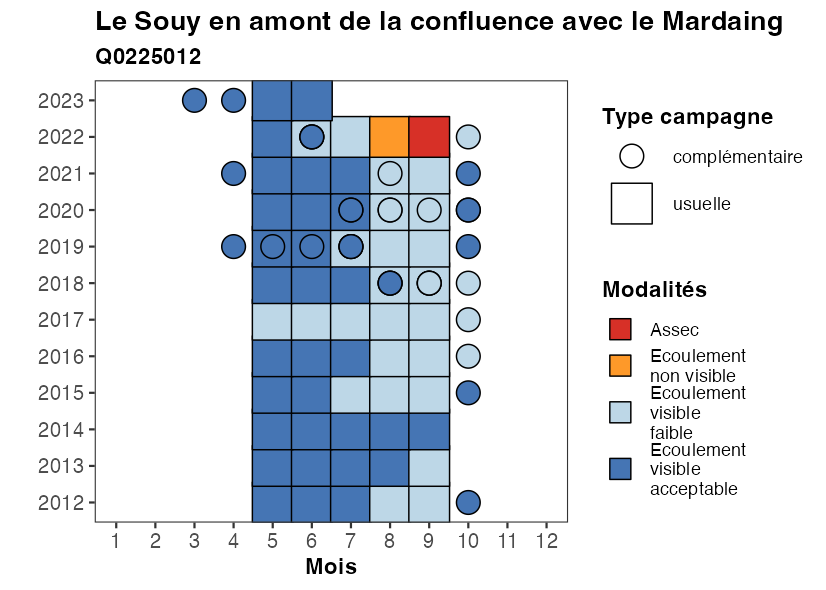 Le Souy en amont de la confluence avec le Mardaing
Q0225012
2023
2022
2021
2020
2019
2018
2017
2016
2015
2014
2013
2012
1 2 3 4 5 6 7 8 9 10 11 12
Mois
Type campagne
complémentaire
usuelle
Modalités
Assec
Ecoulement
non visible
Ecoulement
visible
faible
Ecoulement
visible
acceptable